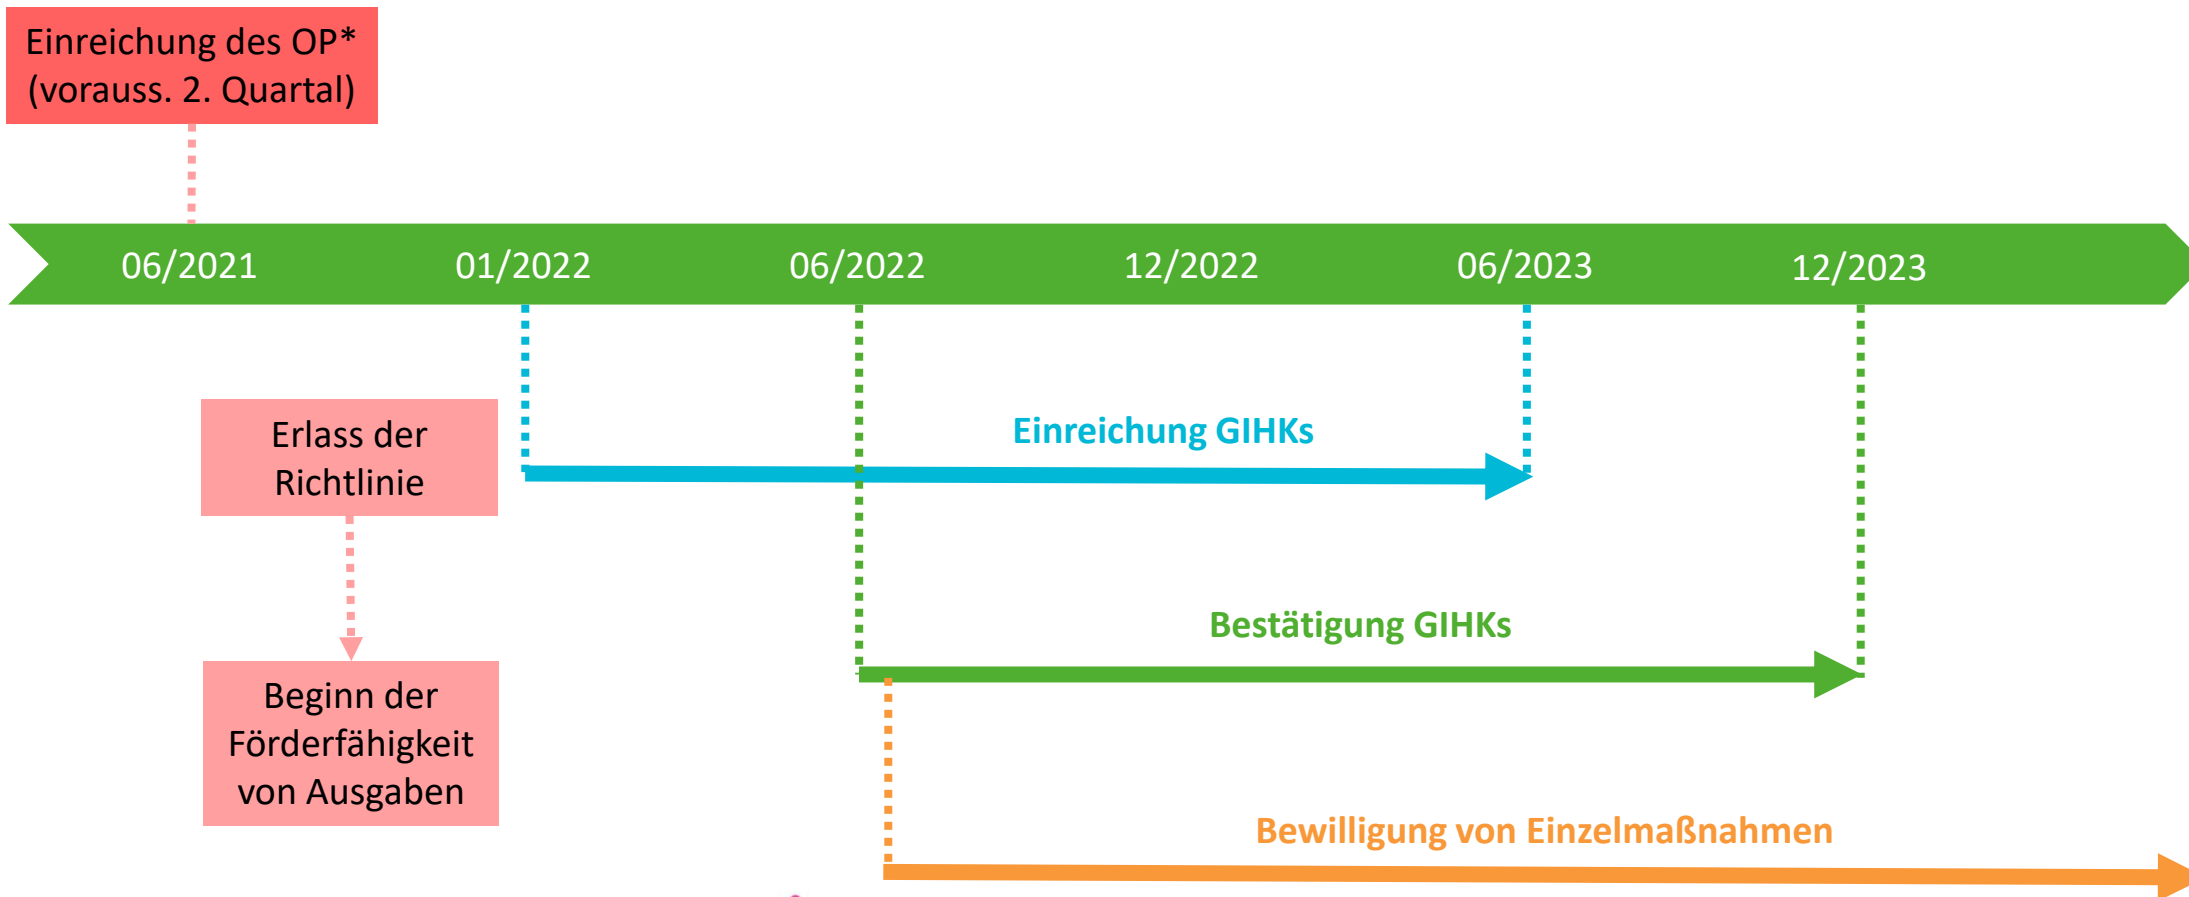 Einreichung des OP*
(vorauss. 2. Quartal)
06/2021
01/2022
06/2022
12/2022
06/2023
12/2023
Erlass der
Richtlinie
Einreichung GIHKs
Bestätigung GIHKs
Beginn der
Förderfähigkeit
von Ausgaben
Bewilligung von Einzelmaßnahmen